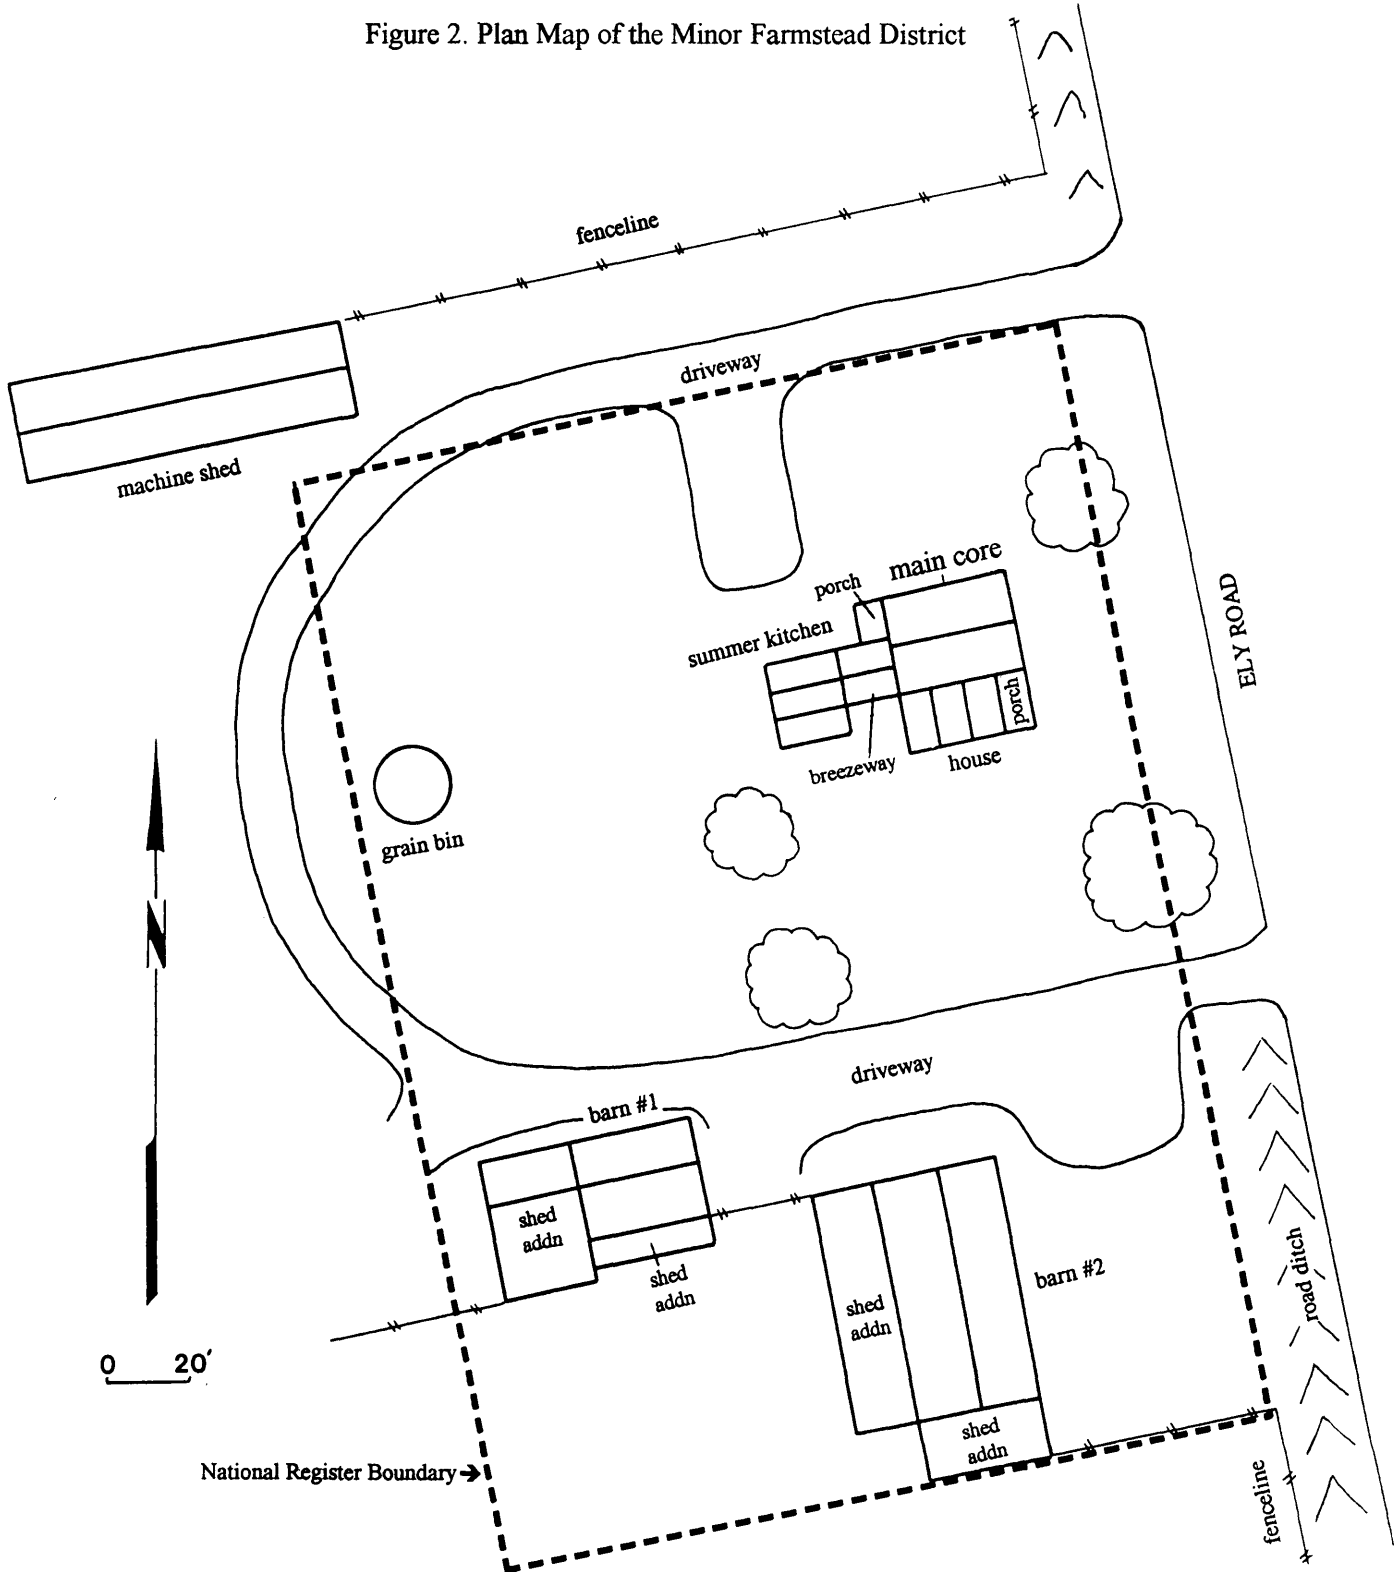 Figure 2. Plan Map of the Minor Farmstead District
fenceline
driveway
machine shed
main core
porch
summer kitchen
ELY ROAD
porch
breezeway
house
grain bin
N
driveway
barn #1
shed
addn
shed
addn
barn #2
shed
addn
road ditch
0 20'
shed
addn
National Register Boundary
fenceline